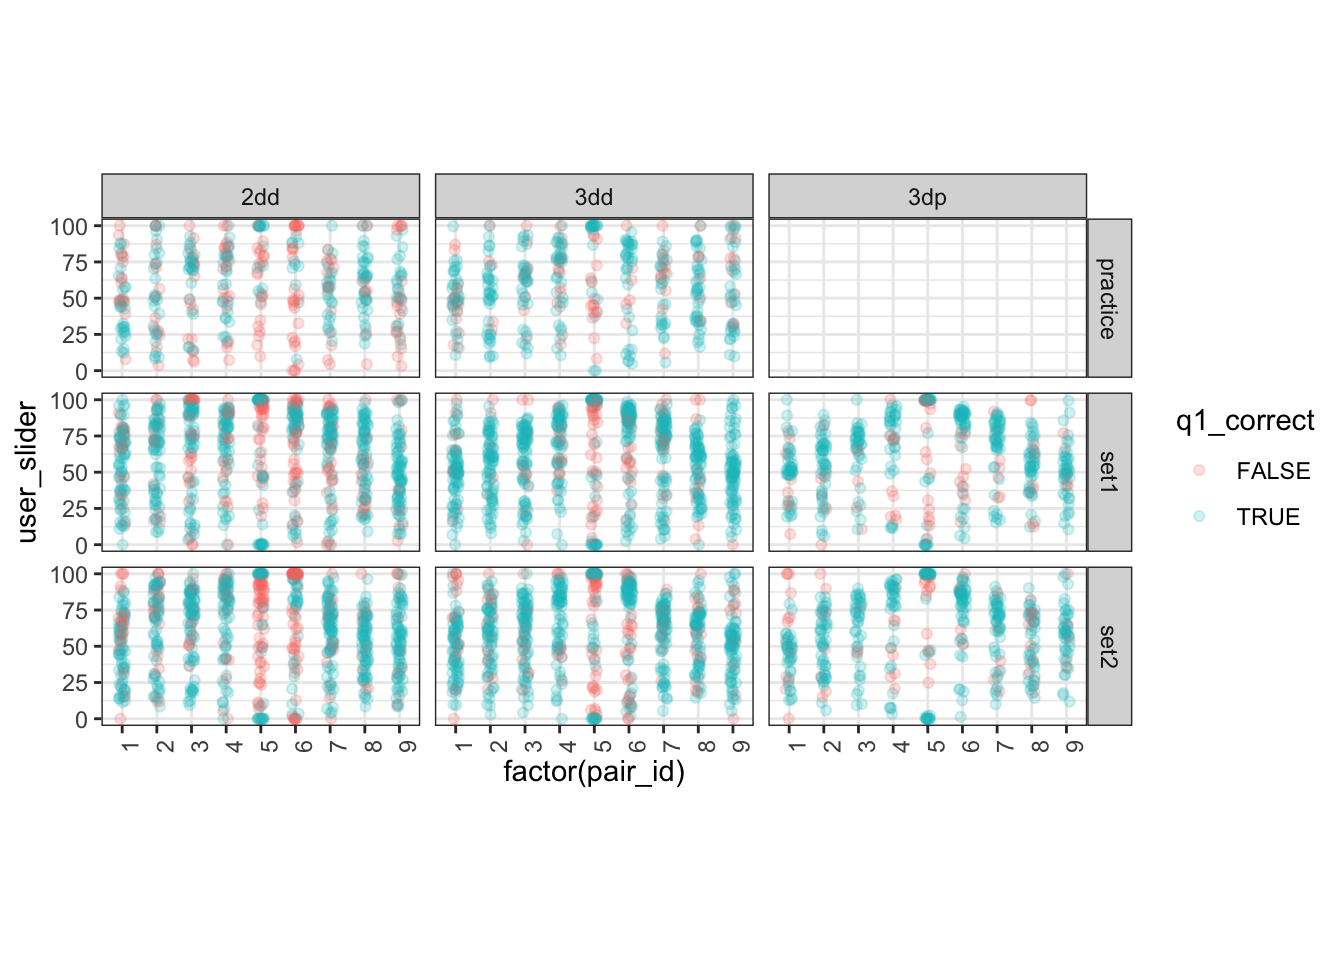 2dd 3dd 3dp
100
75
50
25
0
practice
100
75
50
25
0
set1
100
75
50
25
0
set2
1 2 3 4 5 6 7 8 9 1 2 3 4 5 6 7 8 9 1 2 3 4 5 6 7 8 9
factor(pair_id)
user_slider
q1_correct
FALSE
TRUE